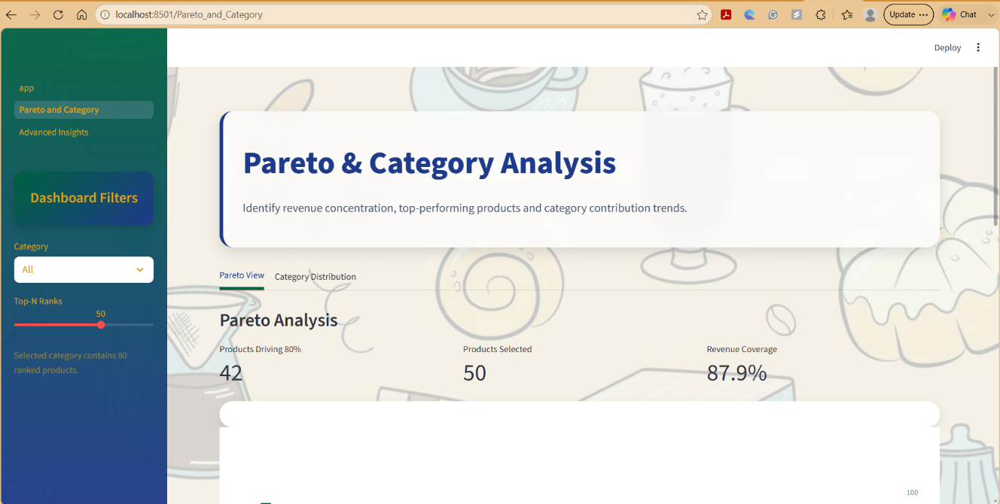 localhost:8501/Pareto_and_Category
Update
Chat
Deploy
app
Pareto and Category
Advanced Insights
Dashboard Filters
Category
All
Top-N Ranks
50
Selected category contains 80
ranked products.
Pareto & Category Analysis
Identify revenue concentration, top-performing products and category contribution trends.
Pareto View
Category Distribution
Pareto Analysis
Products Driving 80%
42
Products Selected
50
Revenue Coverage
87.9%
100